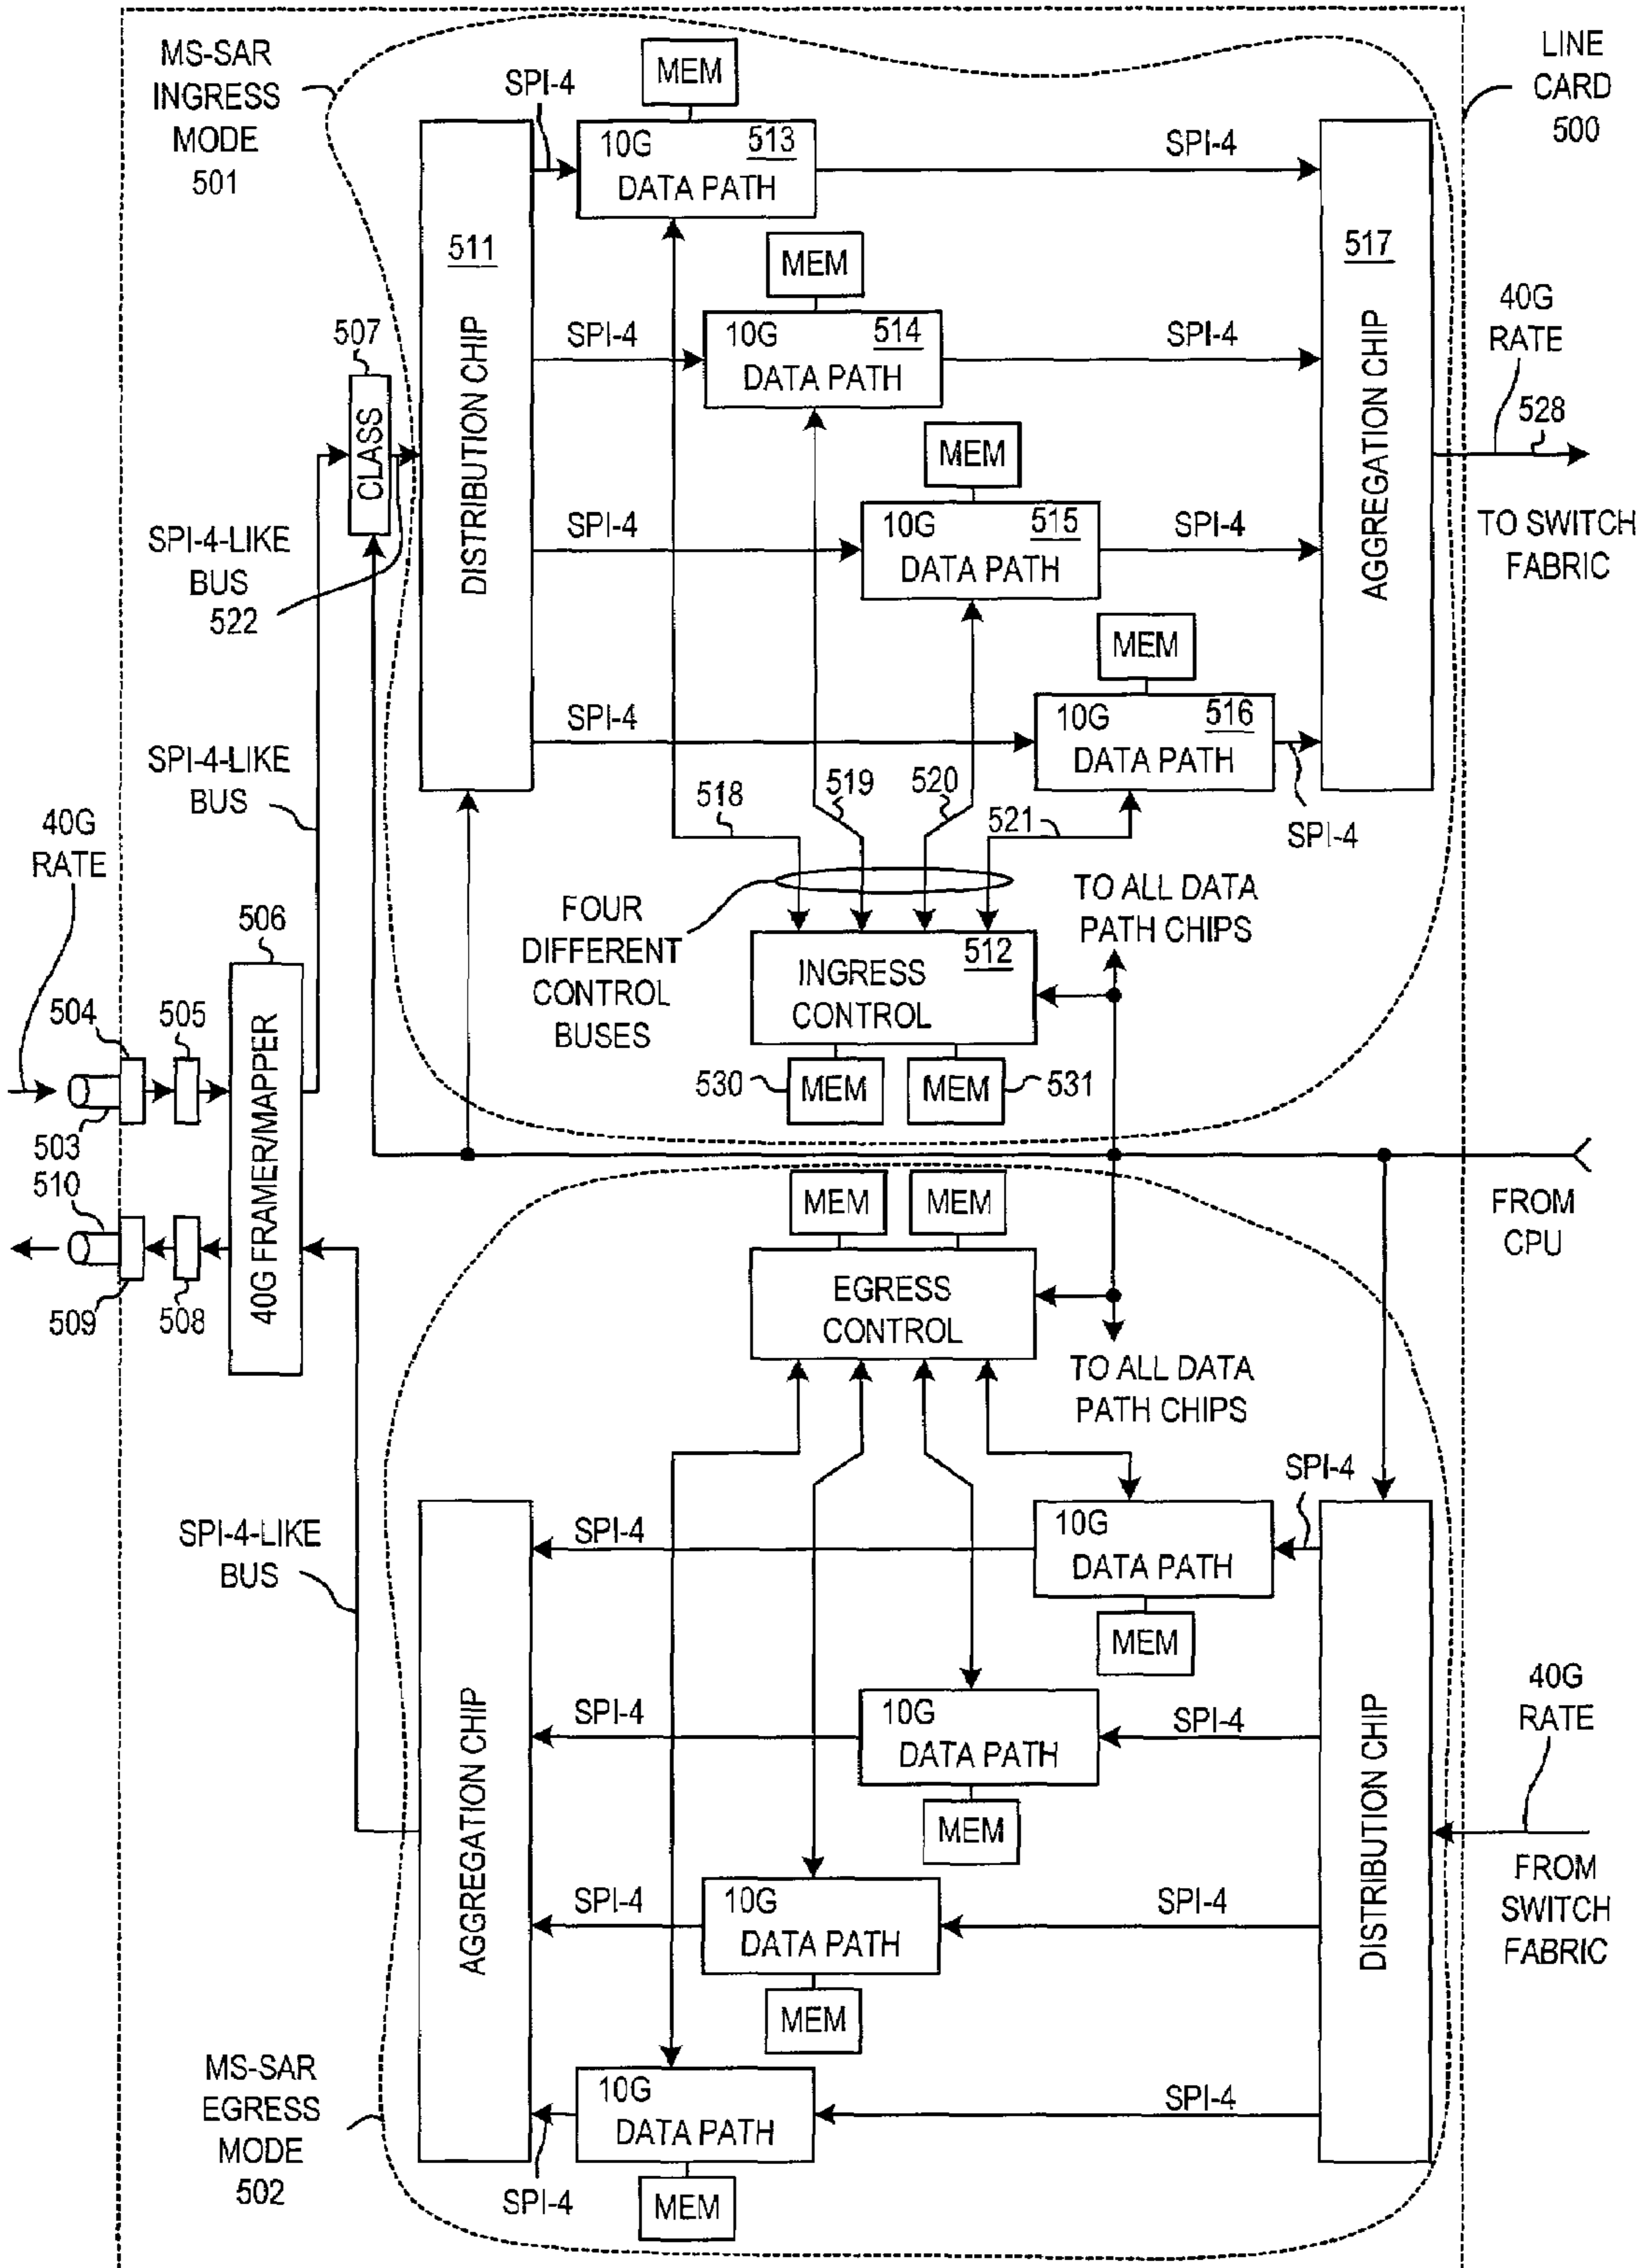 MS-SAR
INGRESS
MODE
501
LINE
CARD
500
MEM
SPI-4
10G 513
DATA PATH
SPI-4
511
DISTRIBUTION CHIP
517
AGGREGATION CHIP
MEM
SPI-4
10G 514
DATA PATH
SPI-4
40G
RATE
528
TO SWITCH
FABRIC
507
CLASS
SPI-4-LIKE
BUS
522
MEM
SPI-4
10G 515
DATA PATH
SPI-4
MEM
SPI-4
10G 516
DATA PATH
SPI-4
SPI-4-LIKE
BUS
518
519
520
521
40G
RATE
FOUR
DIFFERENT
CONTROL
BUSES
TO ALL DATA
PATH CHIPS
512
INGRESS
CONTROL
530
MEM
MEM
531
506
40G FRAMER/MAPPER
504
505
503
510
509
508
FROM
CPU
MEM
MEM
EGRESS
CONTROL
TO ALL DATA
PATH CHIPS
SPI-4-LIKE
BUS
AGGREGATION CHIP
DISTRIBUTION CHIP
SPI-4
10G
DATA PATH
SPI-4
MEM
SPI-4
10G
DATA PATH
SPI-4
MEM
40G
RATE
FROM
SWITCH
FABRIC
SPI-4
10G
DATA PATH
SPI-4
MEM
MS-SAR
EGRESS
MODE
502
SPI-4
10G
DATA PATH
SPI-4
MEM